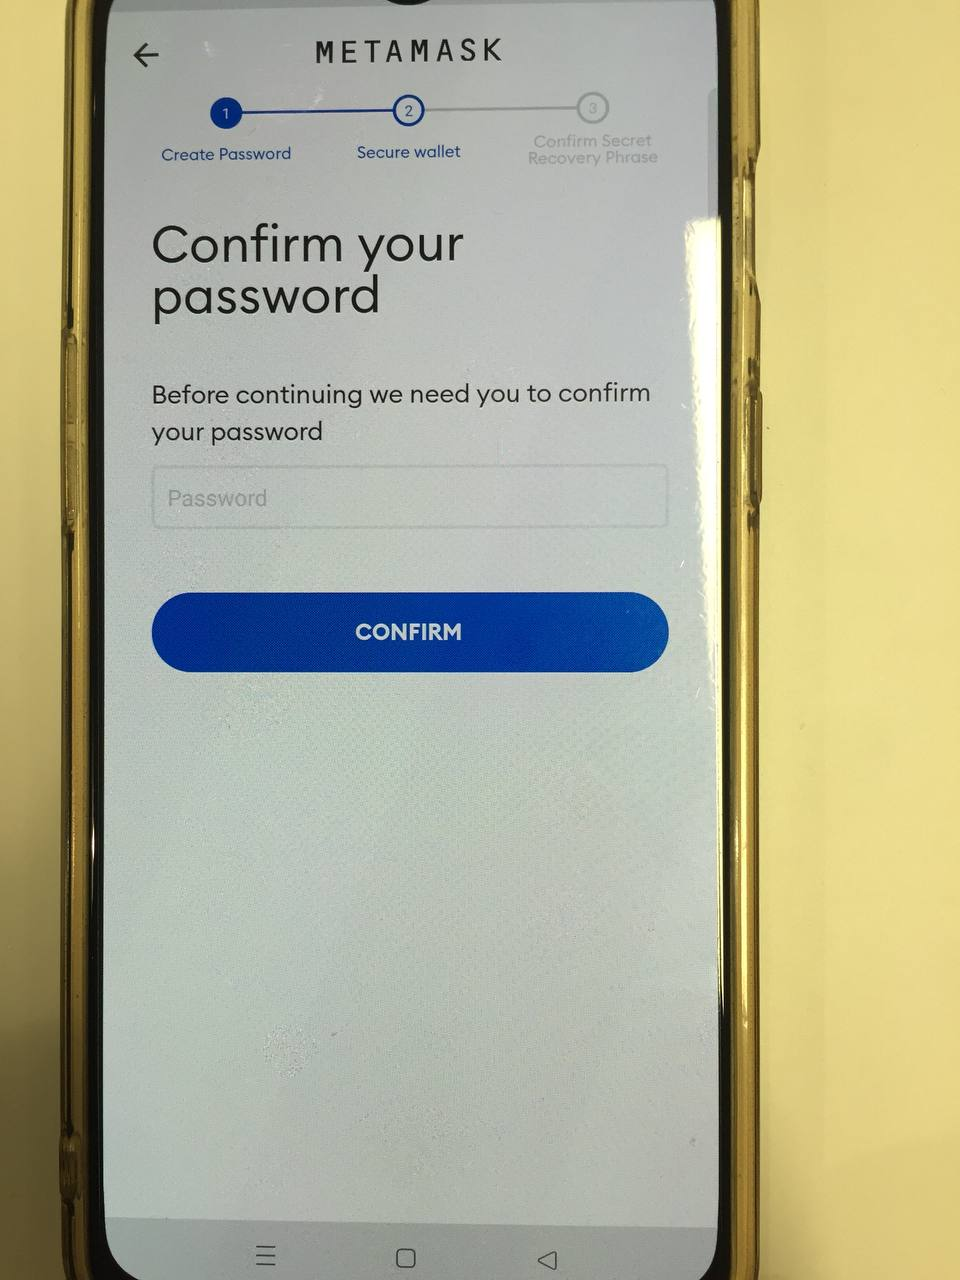 METAMASK
1
2
3
Create Password
Secure wallet
Confirm Secret
Recovery Phrase
Confirm your
password
Before continuing we need you to confirm
your password
Password
CONFIRM